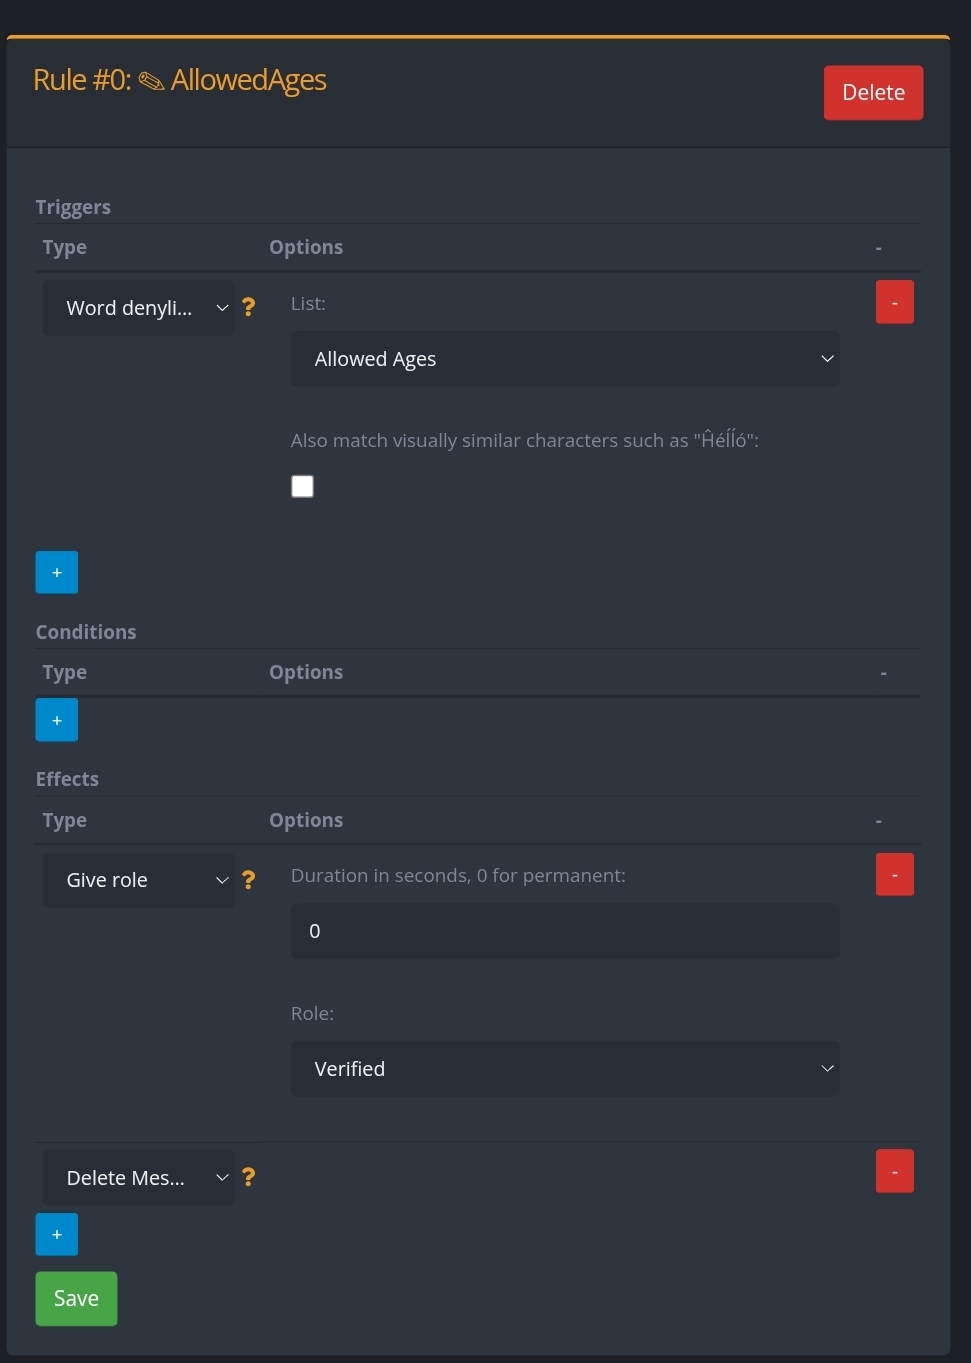 Rule #0: ✎ AllowedAges
Delete
Triggers
Type Options -
Word denyli... ? List: -
Allowed Ages
Also match visually similar characters such as "Ĥéĺĺó":
+
Conditions
Type Options -
+
Effects
Type Options -
Give role ? Duration in seconds, 0 for permanent: -
0
Role:
Verified
Delete Mes... ? -
+
Save